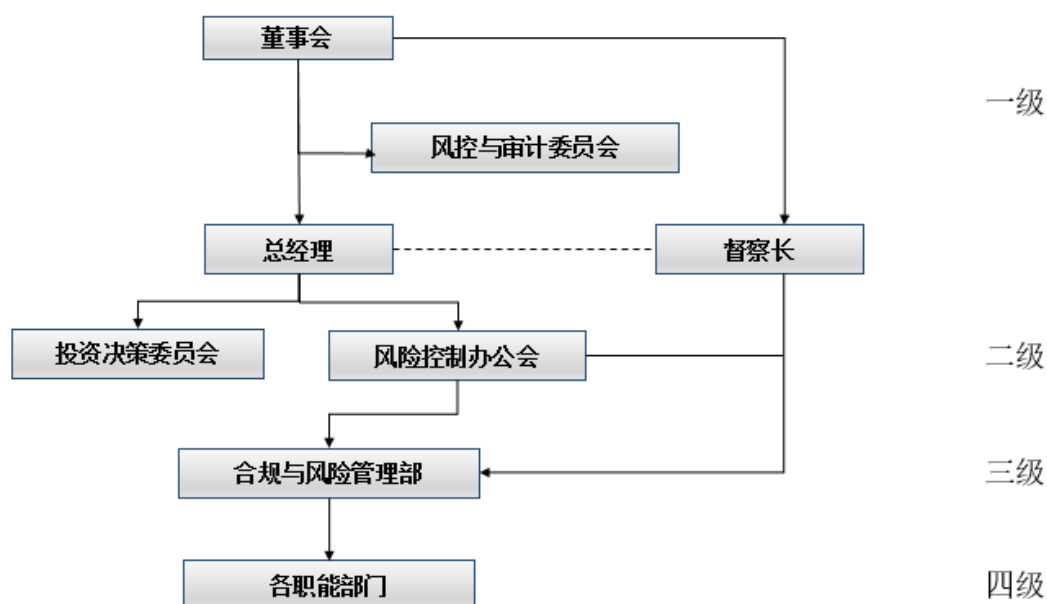 董事会
一级
风控与审计委员会
总经理
督察长
投资决策委员会
风险控制办公会
二级
合规与风险管理部
三级
各职能部门
四级